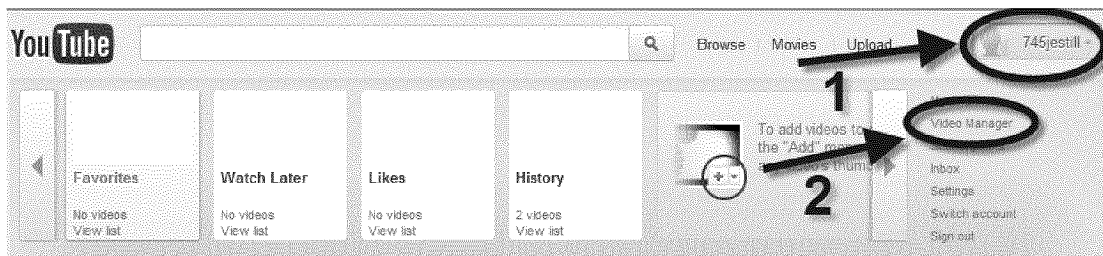 YouTube
Browse Movies Upload 745jestill
1
Video Manager
To add videos to
the "Add"
thum
2
Favorites
No videos
View list
Watch Later
No videos
View list
Likes
No videos
View list
History
2 videos
View list
Inbox
Settings
Switch account
Sign out